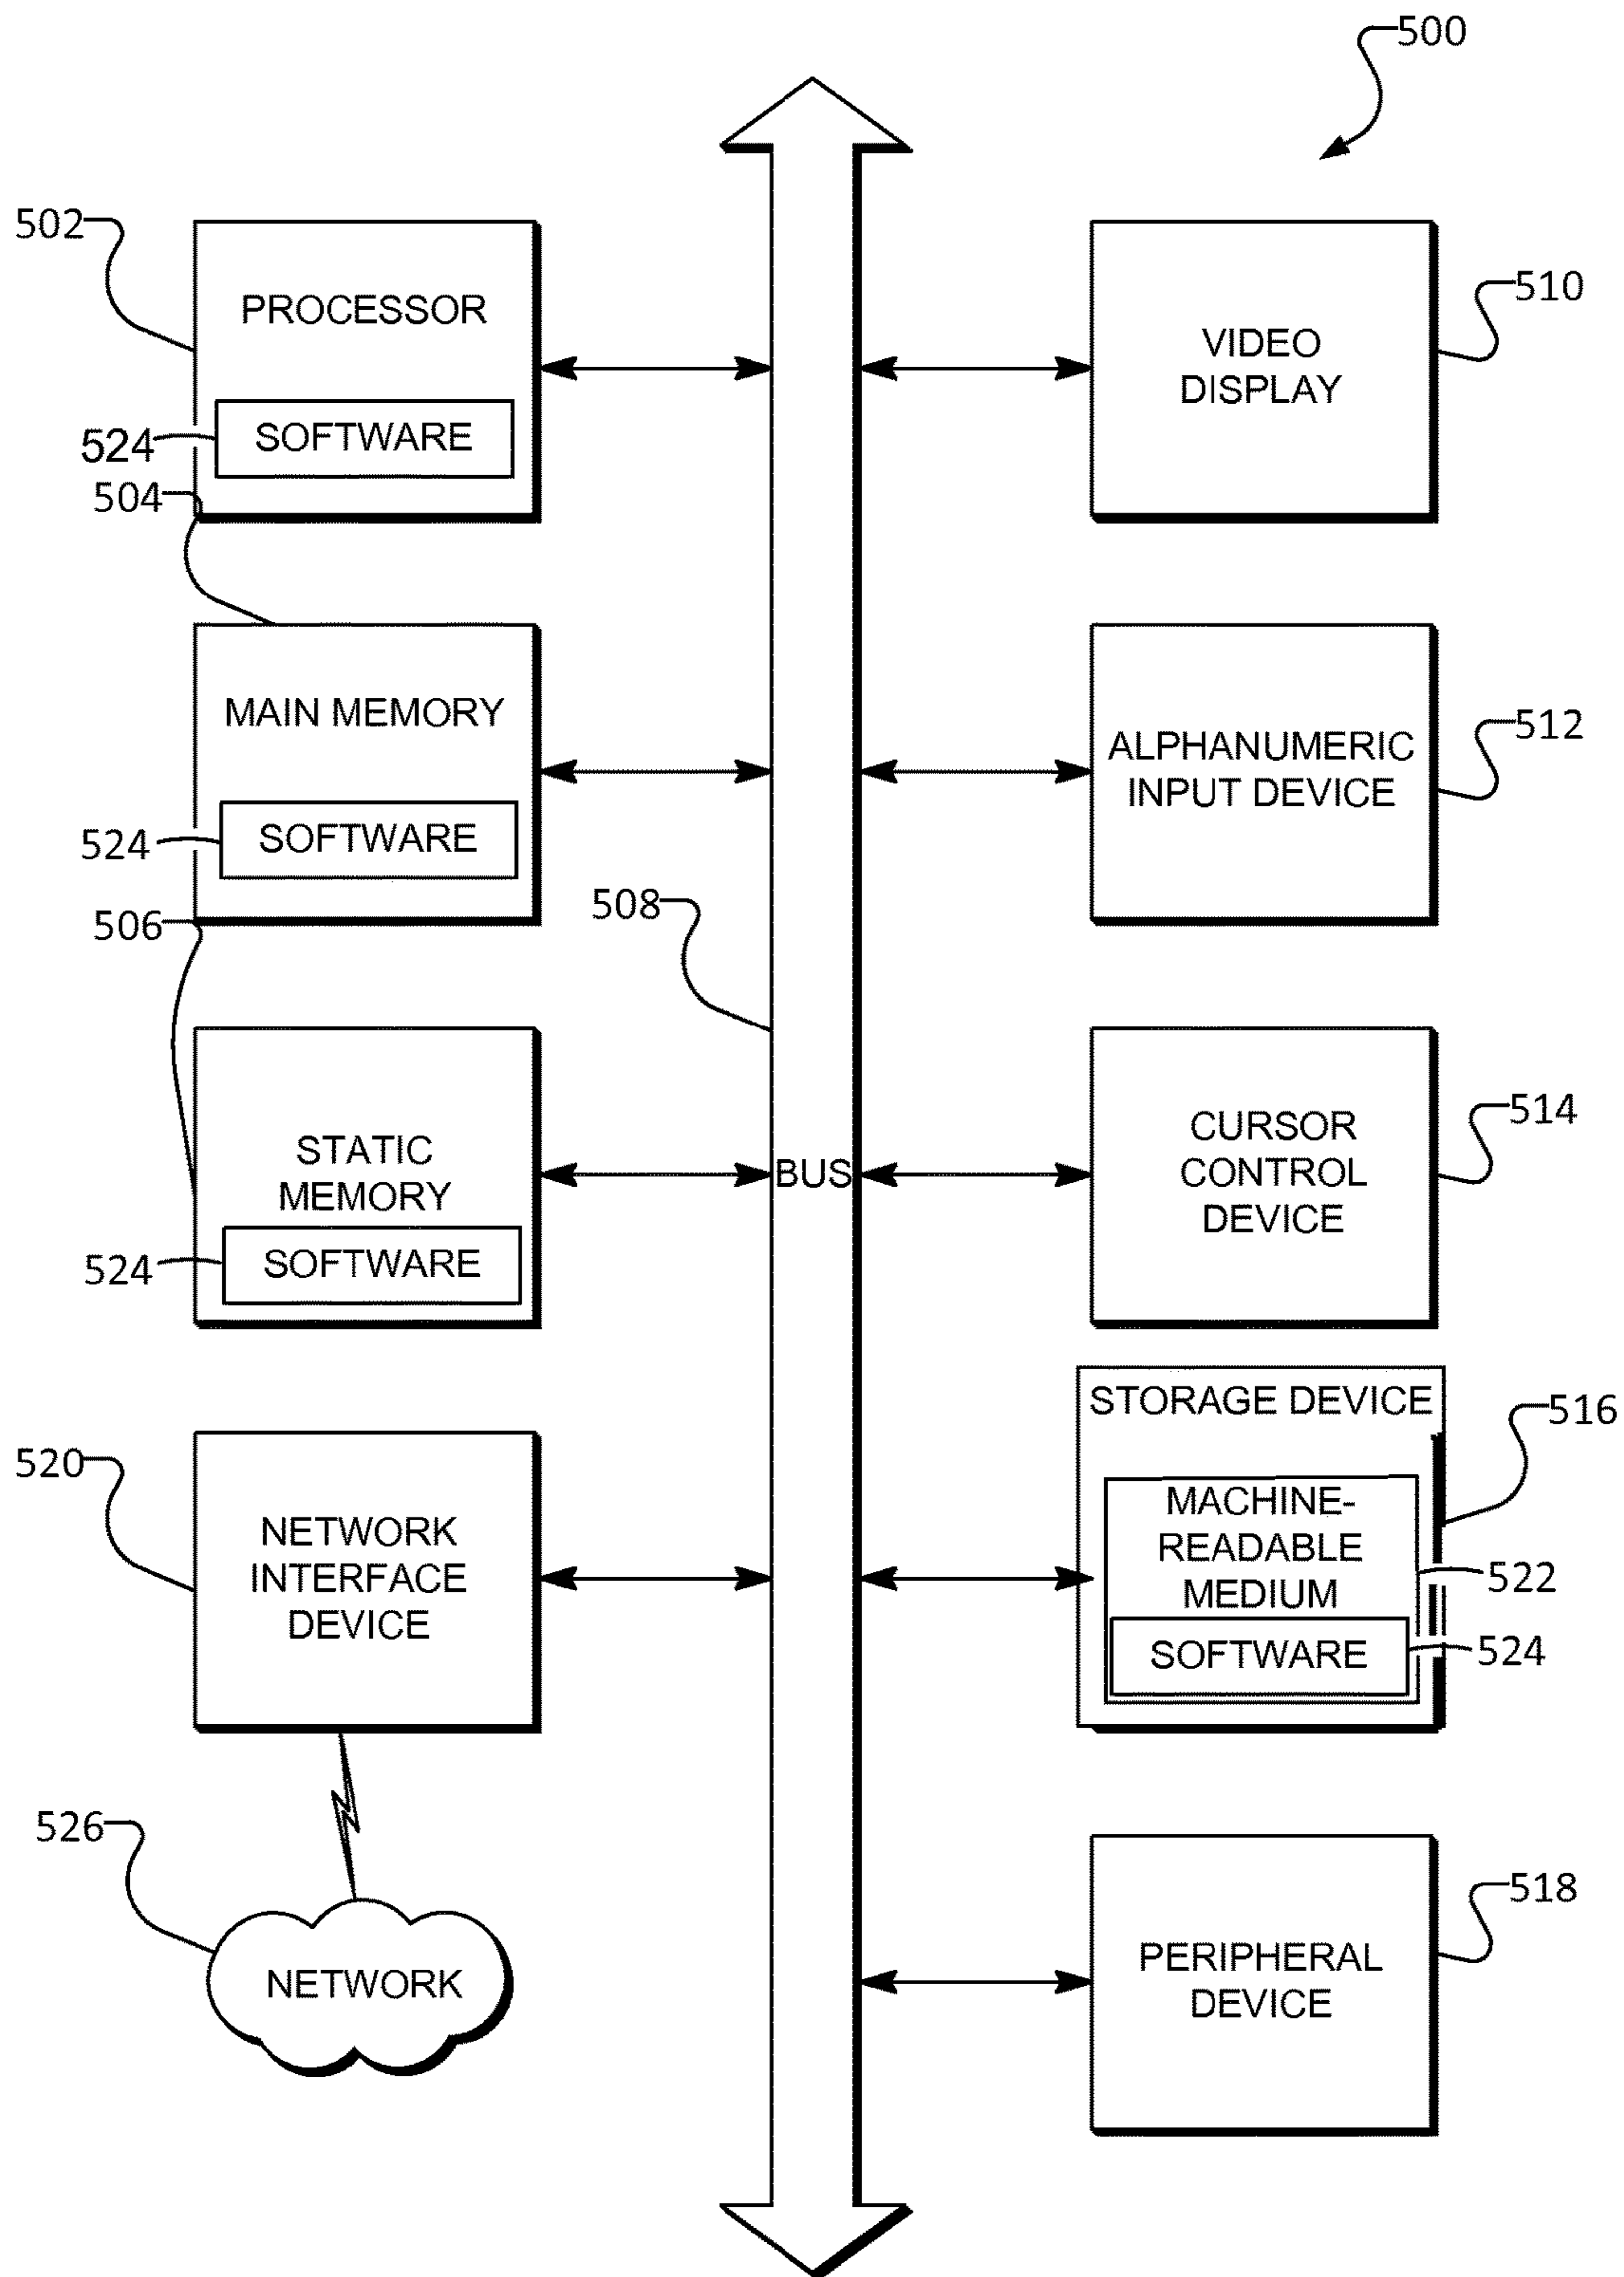 500
502
PROCESSOR
524
SOFTWARE
504
MAIN MEMORY
524
SOFTWARE
506
STATIC
MEMORY
524
SOFTWARE
520
NETWORK
INTERFACE
DEVICE
526
NETWORK
508
BUS
VIDEO
DISPLAY
510
ALPHANUMERIC
INPUT DEVICE
512
CURSOR
CONTROL
DEVICE
514
STORAGE DEVICE
516
MACHINE-
READABLE
MEDIUM
522
SOFTWARE
524
PERIPHERAL
DEVICE
518